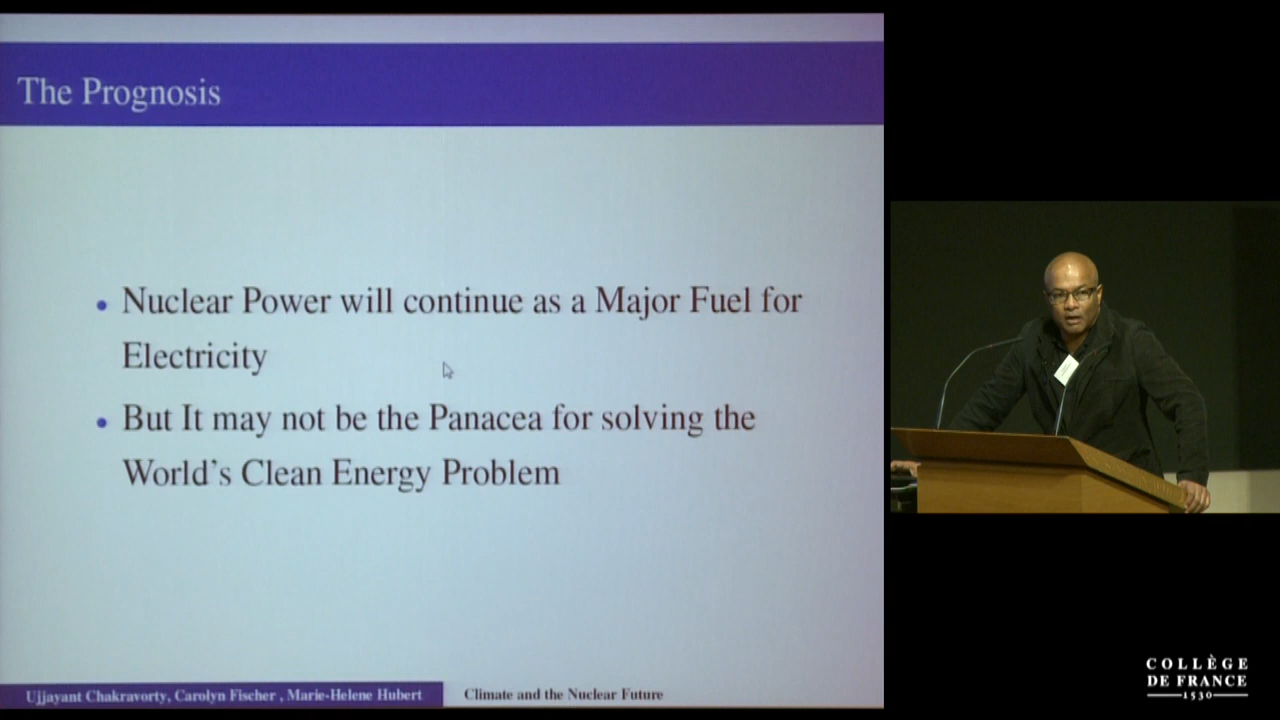 The Prognosis
Nuclear Power will continue as a Major Fuel for
Electricity
But It may not be the Panacea for solving the
World's Clean Energy Problem
Ujjayant Chakravorty, Carolyn Fischer , Marie-Helene Hubert
Climate and the Nuclear Future
COLLÈGE
DE FRANCE
1530